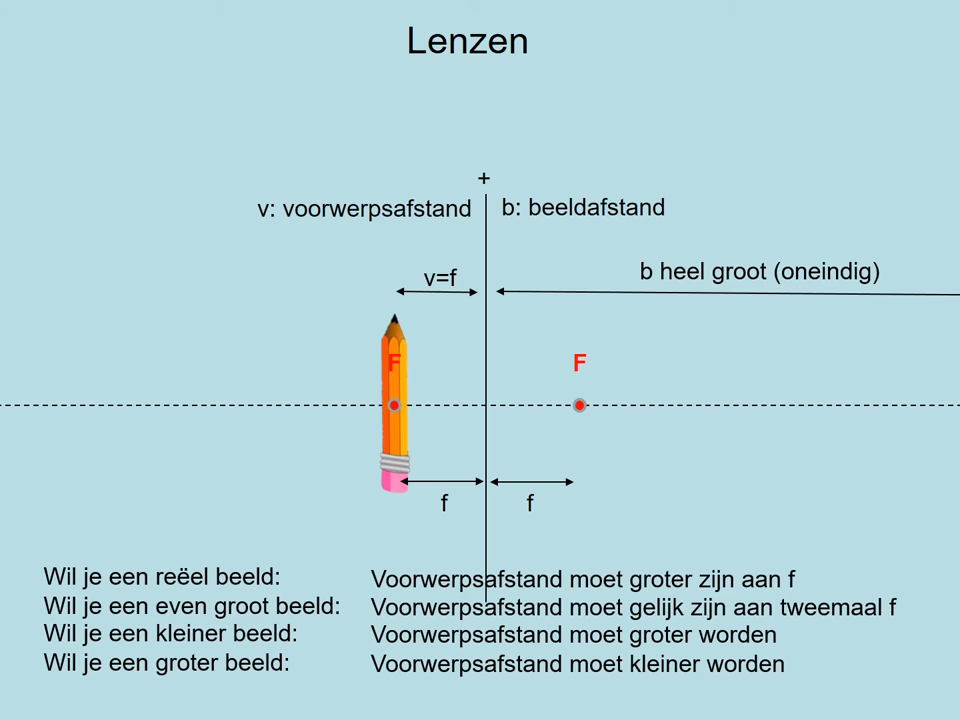 Lenzen
+
v: voorwerpsafstand
b: beeldafstand
v=f
b heel groot (oneindig)
F
F
f
f
Wil je een reëel beeld: Voorwerpsafstand moet groter zijn aan f
Wil je een even groot beeld: Voorwerpsafstand moet gelijk zijn aan tweemaal f
Wil je een kleiner beeld: Voorwerpsafstand moet groter worden
Wil je een groter beeld: Voorwerpsafstand moet kleiner worden